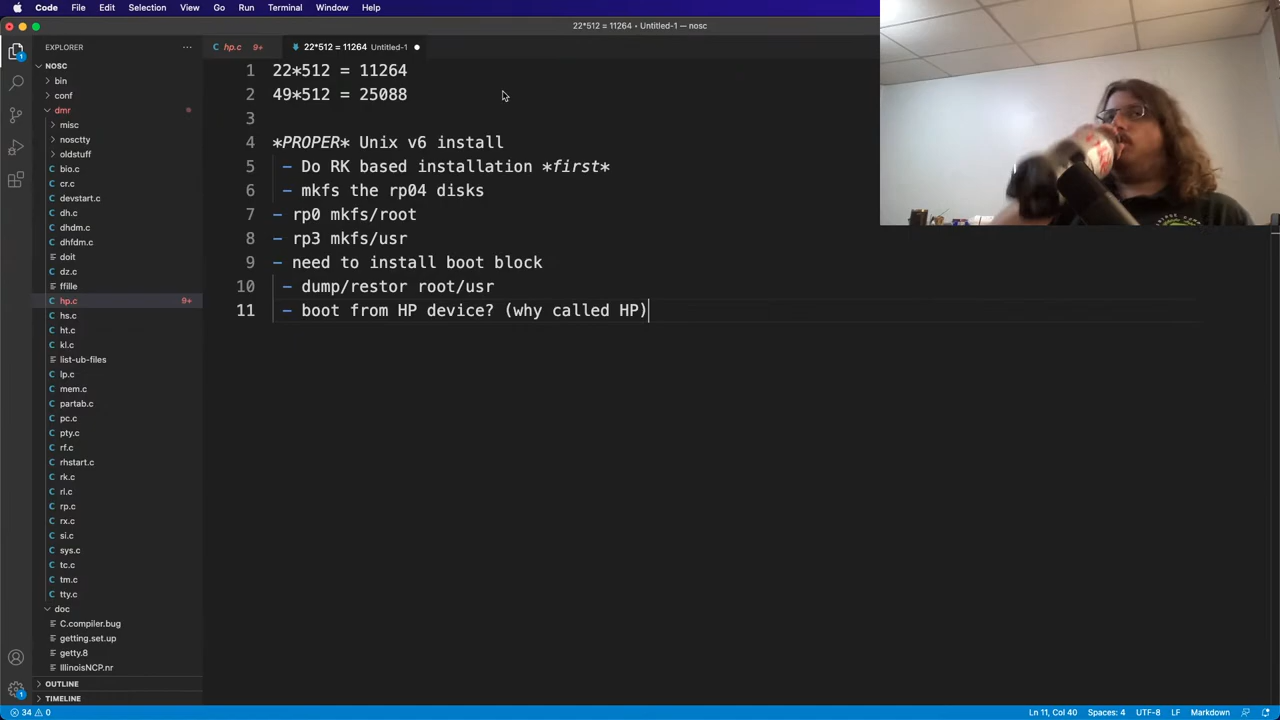 Code File Edit Selection View Go Run Terminal Window Help
22*512 = 11264 • Untitled-1 — nosc
EXPLORER ···
hp.c 9+
22*512 = 11264 Untitled-1 ●
NOSC
bin
conf
dmr
misc
nosctty
oldstuff
bio.c
cr.c
devstart.c
dh.c
dhdm.c
dhfdm.c
doit
dz.c
ffille
hp.c 9+
hs.c
ht.c
kl.c
list-ub-files
lp.c
mem.c
partab.c
pc.c
pty.c
rf.c
rhstart.c
rk.c
rl.c
rp.c
rx.c
si.c
sys.c
tc.c
tm.c
tty.c
doc
C.compiler.bug
getting.set.up
getty.8
IllinoisNCP.nr
OUTLINE
TIMELINE
1 22*512 = 11264
2 49*512 = 25088
3
4 *PROPER* Unix v6 install
5 - Do RK based installation *first*
6 - mkfs the rp04 disks
7 - rp0 mkfs/root
8 - rp3 mkfs/usr
9 - need to install boot block
10 - dump/restor root/usr
11 - boot from HP device? (why called HP)
34 0
Ln 11, Col 40 Spaces: 4 UTF-8 LF Markdown